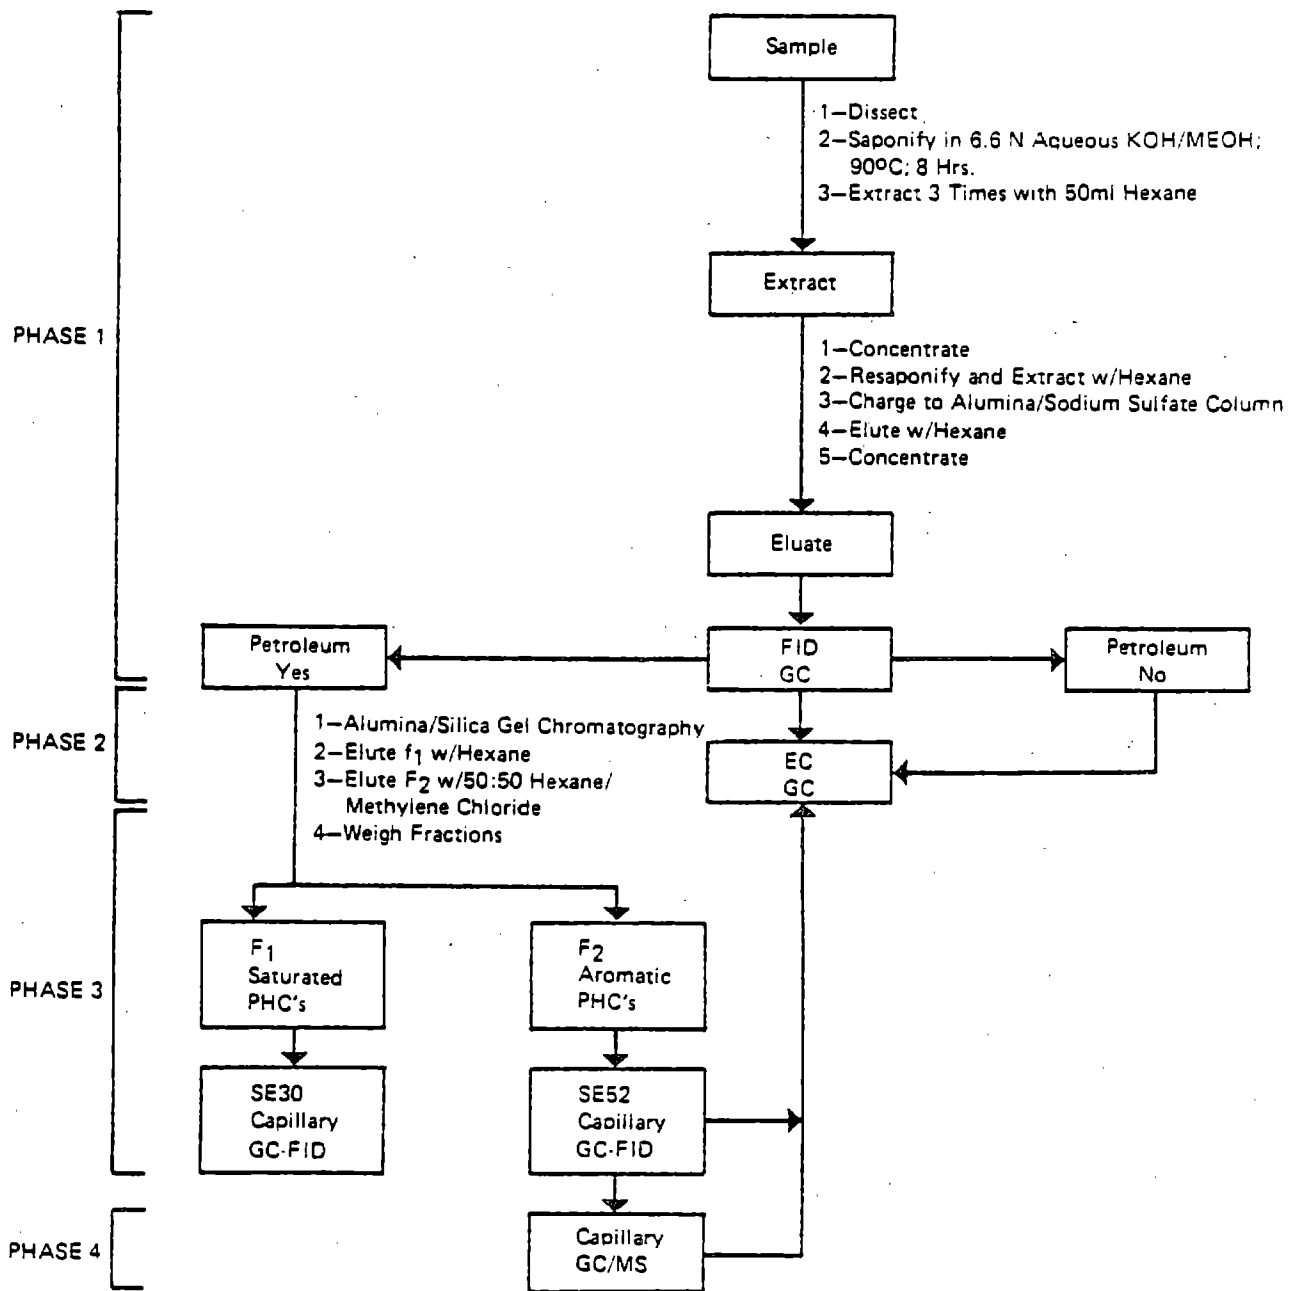 Sample
1—Dissect
2—Saponify in 6.6 N Aqueous KOH/MEOH;
90ºC; 8 Hrs.
3—Extract 3 Times with 50ml Hexane
Extract
PHASE 1
1—Concentrate
2—Resaponify and Extract w/Hexane
3—Charge to Alumina/Sodium Sulfate Column
4—Elute w/Hexane
5—Concentrate
Eluate
Petroleum
Yes
FID
GC
Petroleum
No
PHASE 2
1—Alumina/Silica Gel Chromatography
2—Elute f1 w/Hexane
3—Elute F2 w/50:50 Hexane/
Methylene Chloride
4—Weigh Fractions
EC
GC
PHASE 3
F1
Saturated
PHC's
F2
Aromatic
PHC's
SE30
Capillary
GC-FID
SE52
Capillary
GC-FID
PHASE 4
Capillary
GC/MS